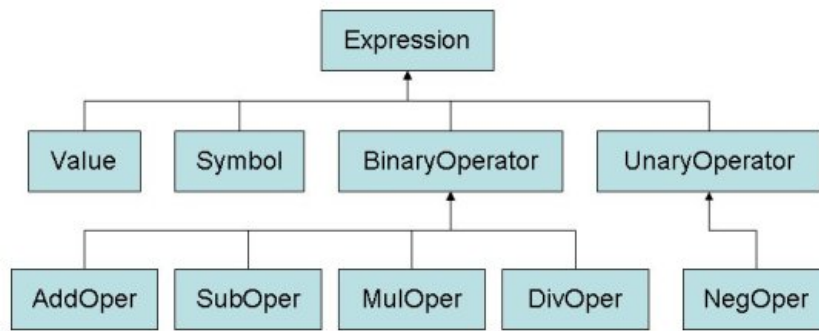 Expression
Value Symbol BinaryOperator UnaryOperator
AddOper SubOper MulOper DivOper NegOper